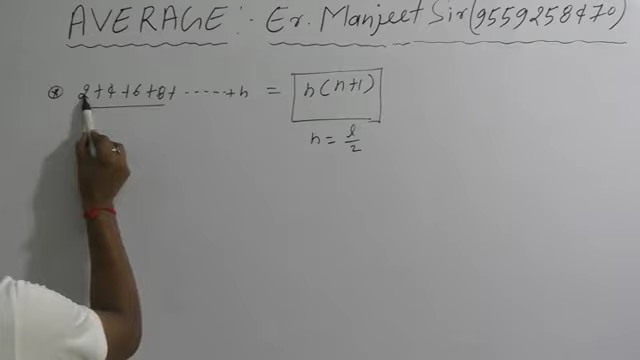 AVERAGE:- Er. Manjeet Sir (9559258470)
* 2+4+6+8+ ......+n = n(n+1)
n = l/2